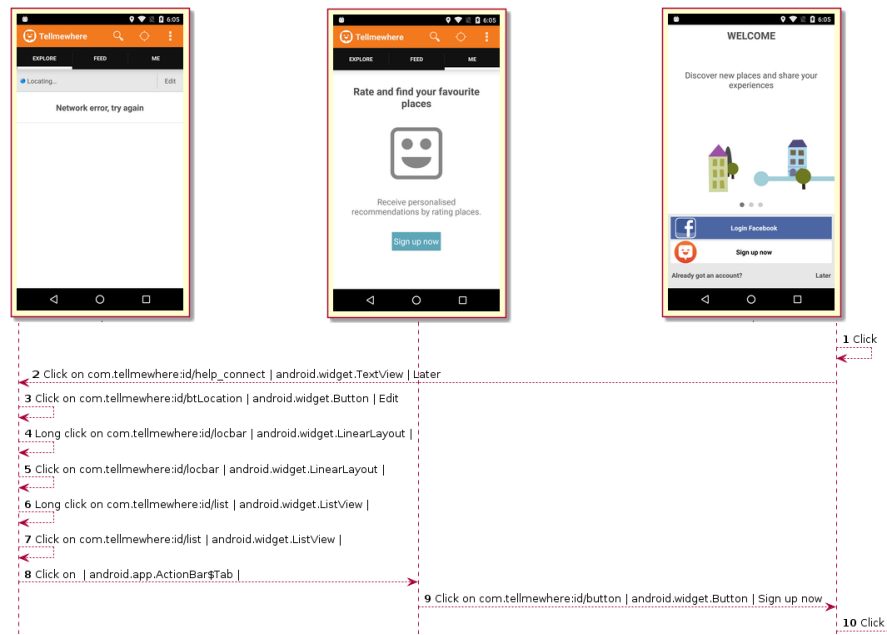 6:05
Tellmewhere
EXPLORE FEED ME
Locating... Edit
Network error, try again
6:05
Tellmewhere
EXPLORE FEED ME
Rate and find your favourite
places
Receive personalised
recommendations by rating places.
Sign up now
6:05
WELCOME
Discover new places and share your
experiences
Login Facebook
Sign up now
Already got an account? Later
1 Click
2 Click on com.tellmewhere:id/help_connect | android.widget.TextView | Later
3 Click on com.tellmewhere:id/btLocation | android.widget.Button | Edit
4 Long click on com.tellmewhere:id/locbar | android.widget.LinearLayout |
5 Click on com.tellmewhere:id/locbar | android.widget.LinearLayout |
6 Long click on com.tellmewhere:id/list | android.widget.ListView |
7 Click on com.tellmewhere:id/list | android.widget.ListView |
8 Click on | android.app.ActionBar$Tab |
9 Click on com.tellmewhere:id/button | android.widget.Button | Sign up now
10 Click